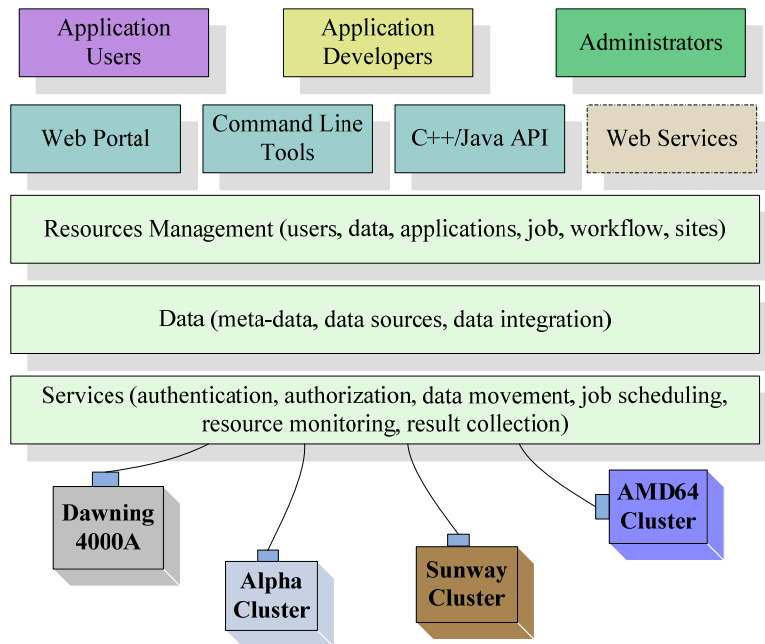 Application
Users
Application
Developers
Administrators
Web Portal
Command Line
Tools
C++/Java API
Web Services
Resources Management (users, data, applications, job, workflow, sites)
Data (meta-data, data sources, data integration)
Services (authentication, authorization, data movement, job scheduling,
resource monitoring, result collection)
Dawning
4000A
Alpha
Cluster
Sunway
Cluster
AMD64
Cluster